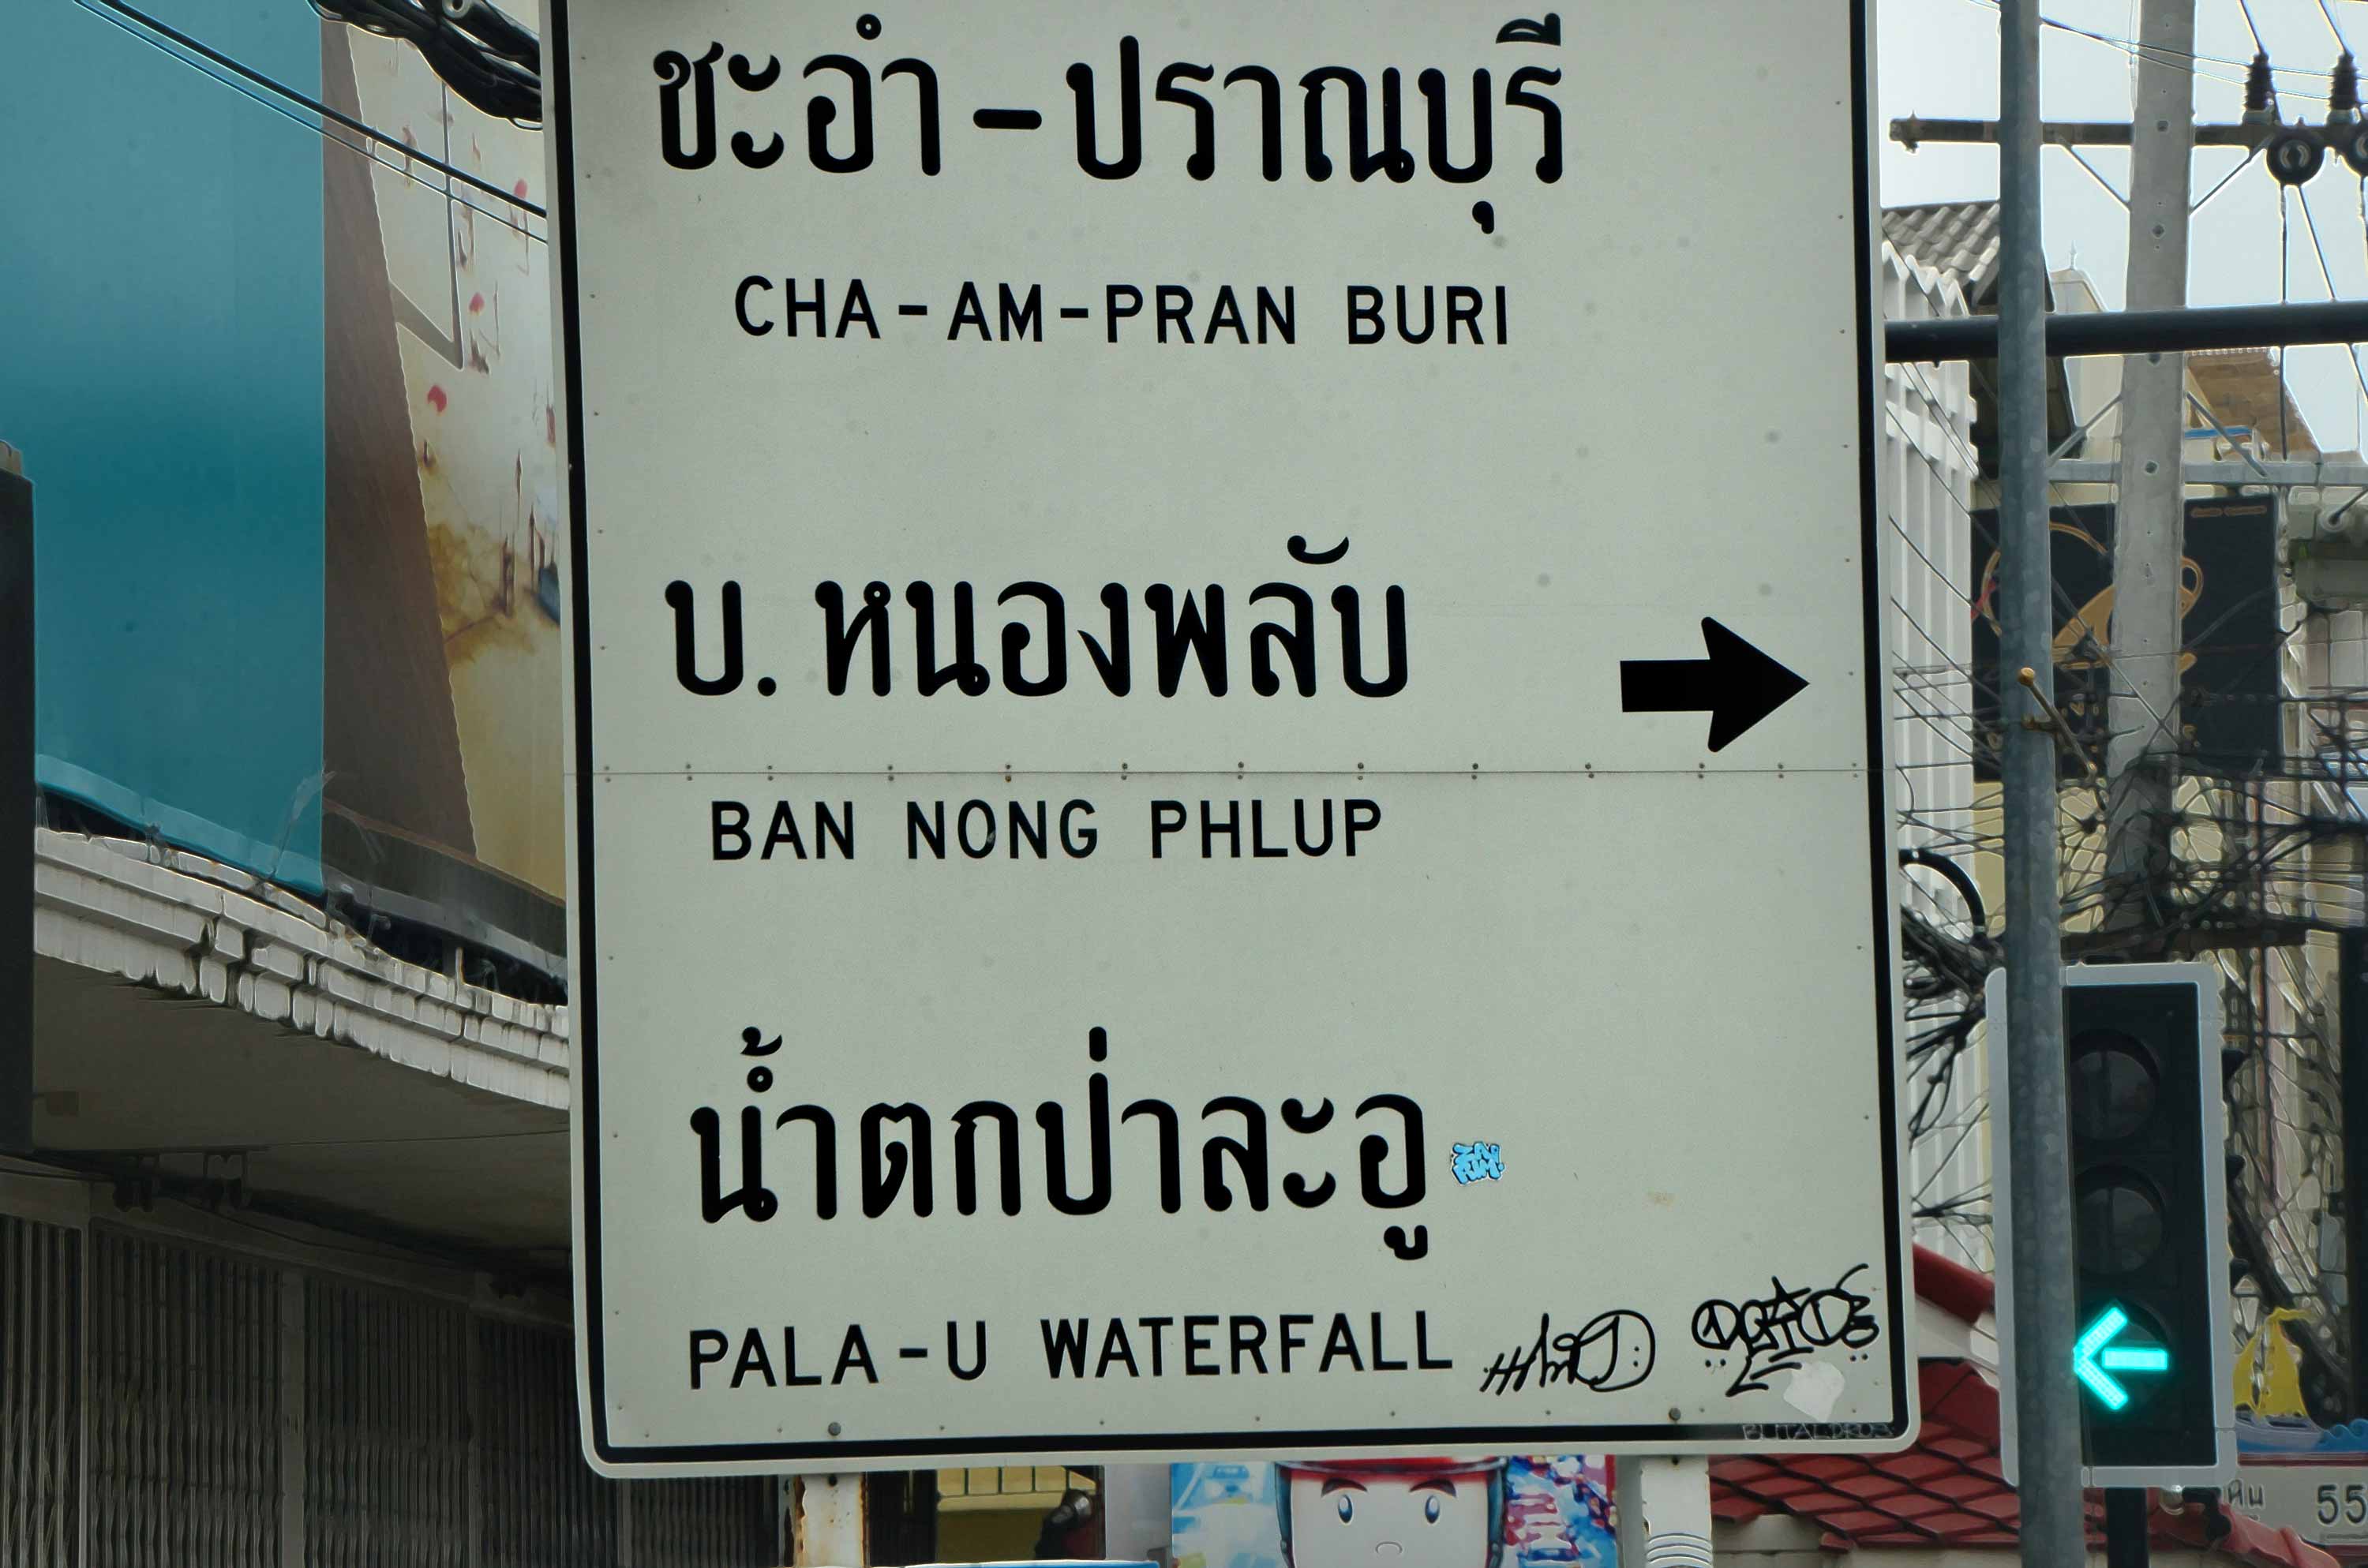 ชะอำ-ปราณบุรี
CHA-AM-PRAN BURI
บ. หนองพลับ
BAN NONG PHLUP
น้ำตกป่าละอู
PALA-U WATERFALL
55